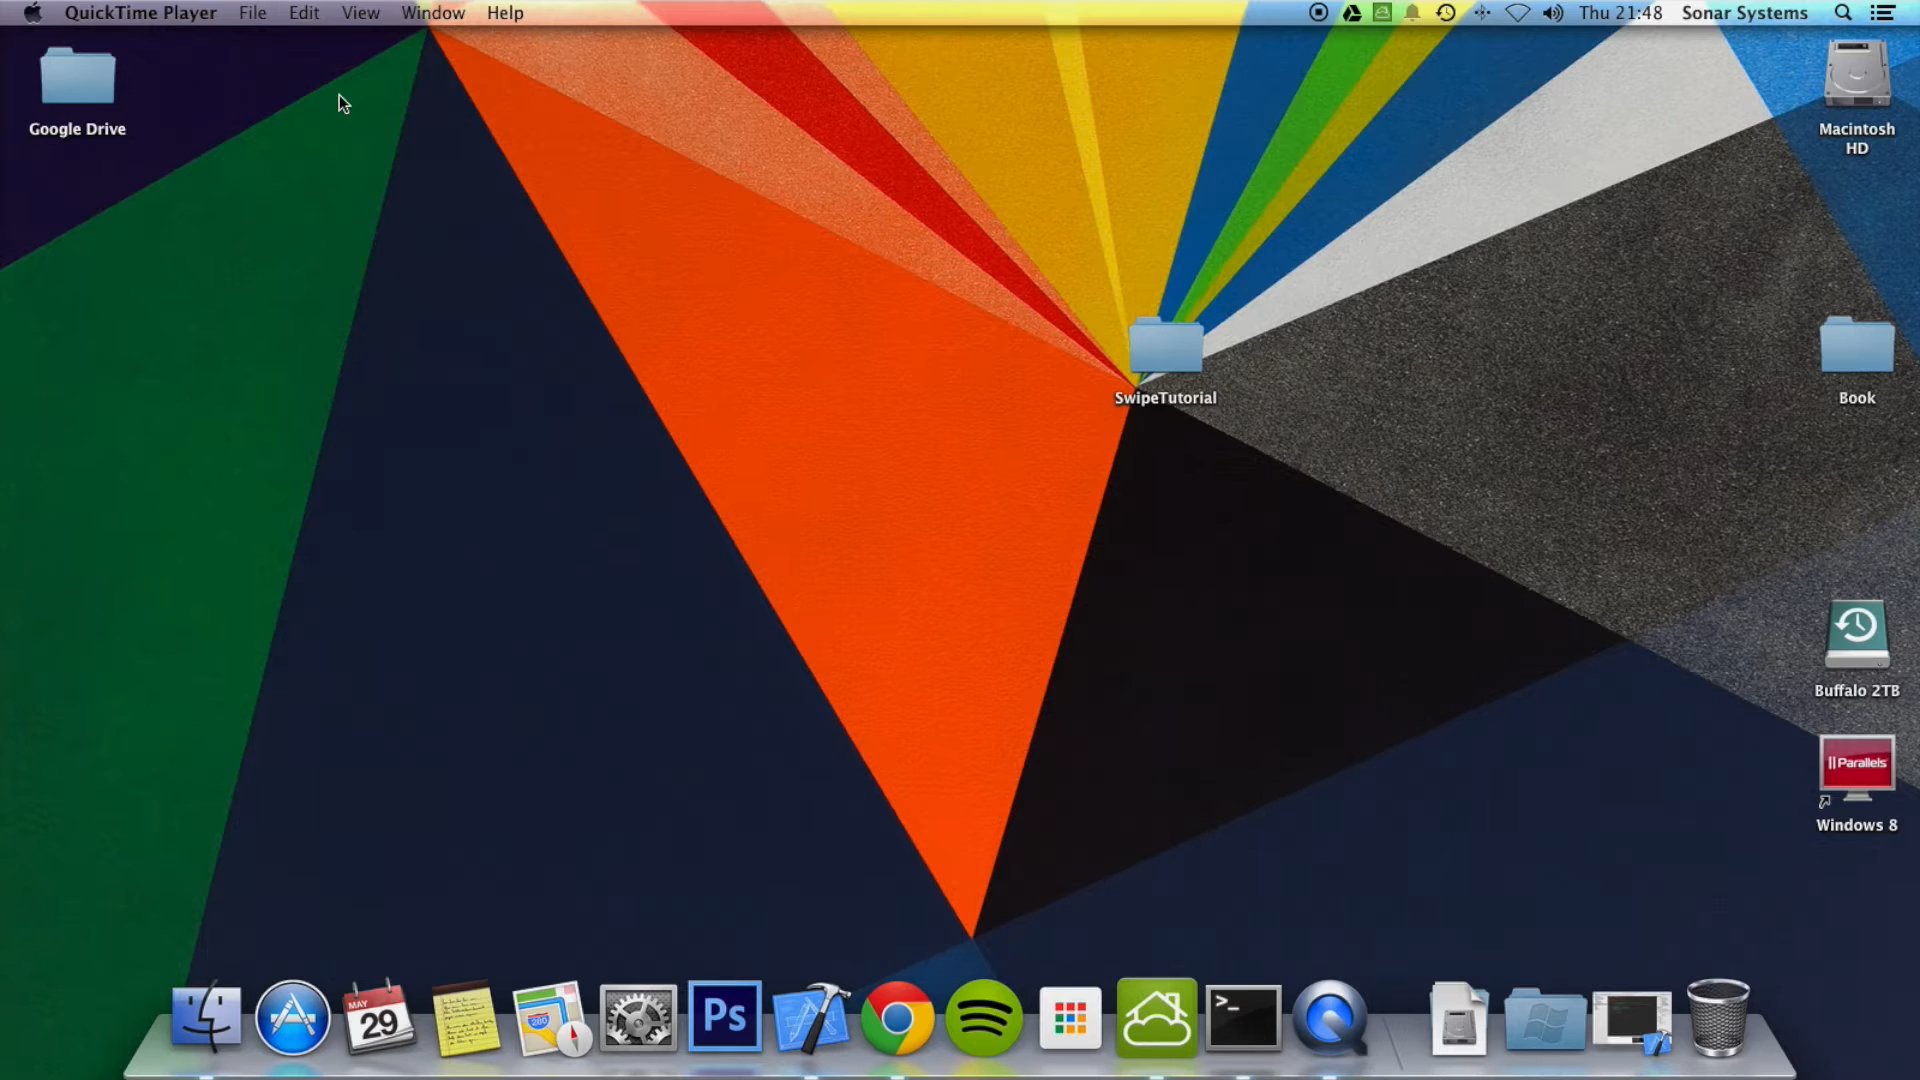 QuickTime Player File Edit View Window Help
Thu 21:48 Sonar Systems
Google Drive
Macintosh
HD
SwipeTutorial
Book
Buffalo 2TB
|| Parallels
Windows 8
MAY
29
280
Ps
>_